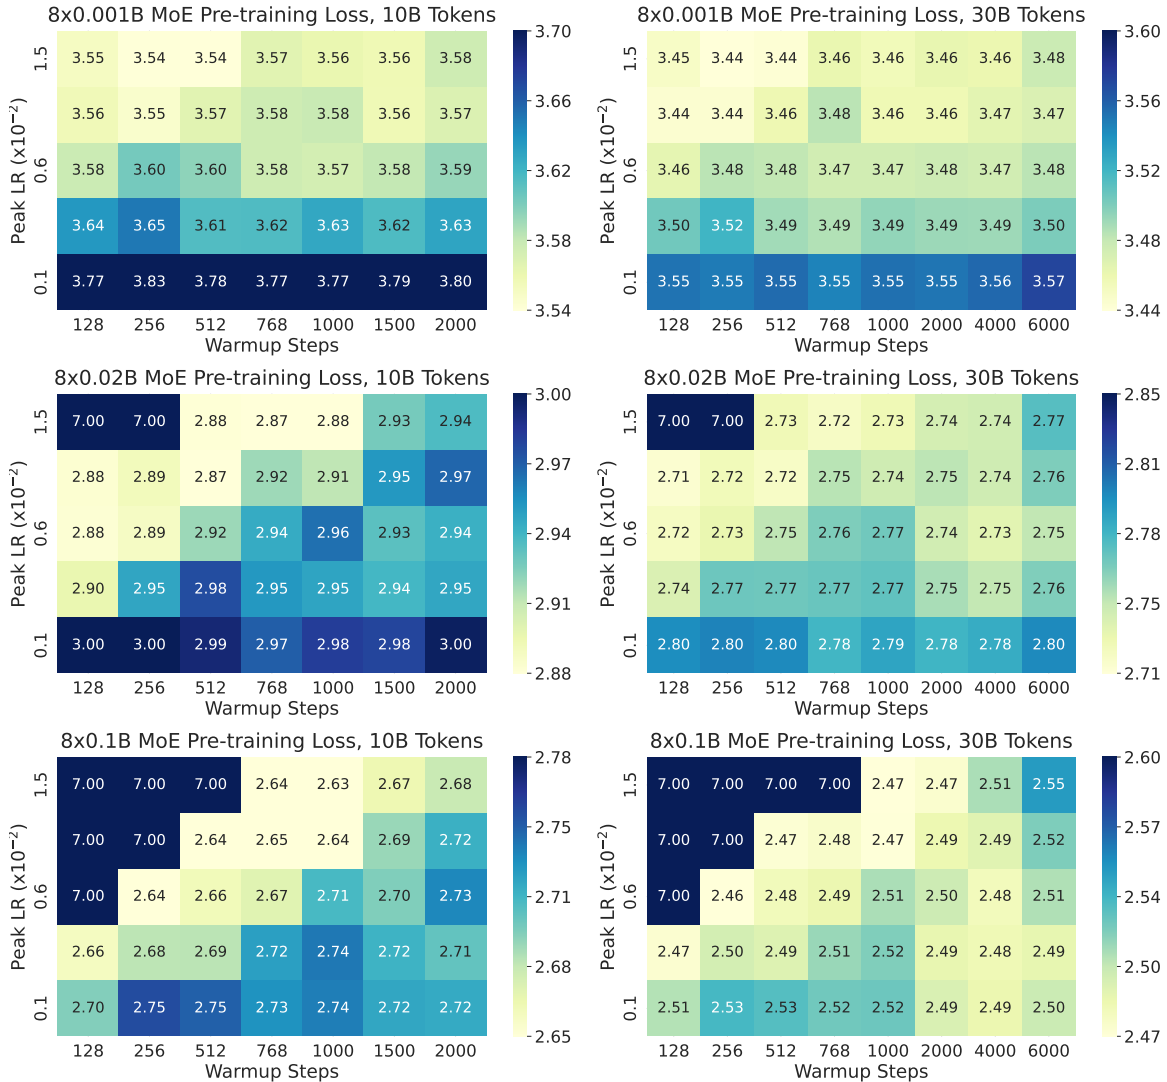 8x0.001B MoE Pre-training Loss, 10B Tokens
Peak LR (x10⁻²)
1.5 3.55 3.54 3.54 3.57 3.56 3.56 3.58
3.56 3.55 3.57 3.58 3.58 3.56 3.57
0.6 3.58 3.60 3.60 3.58 3.57 3.58 3.59
3.64 3.65 3.61 3.62 3.63 3.62 3.63
0.1 3.77 3.83 3.78 3.77 3.77 3.79 3.80
128 256 512 768 1000 1500 2000
Warmup Steps
3.70
3.66
3.62
3.58
3.54
8x0.001B MoE Pre-training Loss, 30B Tokens
Peak LR (x10⁻²)
1.5 3.45 3.44 3.44 3.46 3.46 3.46 3.46 3.48
3.44 3.44 3.46 3.48 3.46 3.46 3.47 3.47
0.6 3.46 3.48 3.48 3.47 3.47 3.48 3.47 3.48
3.50 3.52 3.49 3.49 3.49 3.49 3.49 3.50
0.1 3.55 3.55 3.55 3.55 3.55 3.55 3.56 3.57
128 256 512 768 1000 2000 4000 6000
Warmup Steps
3.60
3.56
3.52
3.48
3.44
8x0.02B MoE Pre-training Loss, 10B Tokens
Peak LR (x10⁻²)
1.5 7.00 7.00 2.88 2.87 2.88 2.93 2.94
2.88 2.89 2.87 2.92 2.91 2.95 2.97
0.6 2.88 2.89 2.92 2.94 2.96 2.93 2.94
2.90 2.95 2.98 2.95 2.95 2.94 2.95
0.1 3.00 3.00 2.99 2.97 2.98 2.98 3.00
128 256 512 768 1000 1500 2000
Warmup Steps
3.00
2.97
2.94
2.91
2.88
8x0.02B MoE Pre-training Loss, 30B Tokens
Peak LR (x10⁻²)
1.5 7.00 7.00 2.73 2.72 2.73 2.74 2.74 2.77
2.71 2.72 2.72 2.75 2.74 2.75 2.74 2.76
0.6 2.72 2.73 2.75 2.76 2.77 2.74 2.73 2.75
2.74 2.77 2.77 2.77 2.77 2.75 2.75 2.76
0.1 2.80 2.80 2.80 2.78 2.79 2.78 2.78 2.80
128 256 512 768 1000 2000 4000 6000
Warmup Steps
2.85
2.81
2.78
2.75
2.71
8x0.1B MoE Pre-training Loss, 10B Tokens
Peak LR (x10⁻²)
1.5 7.00 7.00 7.00 2.64 2.63 2.67 2.68
7.00 7.00 2.64 2.65 2.64 2.69 2.72
0.6 7.00 2.64 2.66 2.67 2.71 2.70 2.73
2.66 2.68 2.69 2.72 2.74 2.72 2.71
0.1 2.70 2.75 2.75 2.73 2.74 2.72 2.72
128 256 512 768 1000 1500 2000
Warmup Steps
2.78
2.75
2.71
2.68
2.65
8x0.1B MoE Pre-training Loss, 30B Tokens
Peak LR (x10⁻²)
1.5 7.00 7.00 7.00 7.00 2.47 2.47 2.51 2.55
7.00 7.00 2.47 2.48 2.47 2.49 2.49 2.52
0.6 7.00 2.46 2.48 2.49 2.51 2.50 2.48 2.51
2.47 2.50 2.49 2.51 2.52 2.49 2.48 2.49
0.1 2.51 2.53 2.53 2.52 2.52 2.49 2.49 2.50
128 256 512 768 1000 2000 4000 6000
Warmup Steps
2.60
2.57
2.54
2.50
2.47